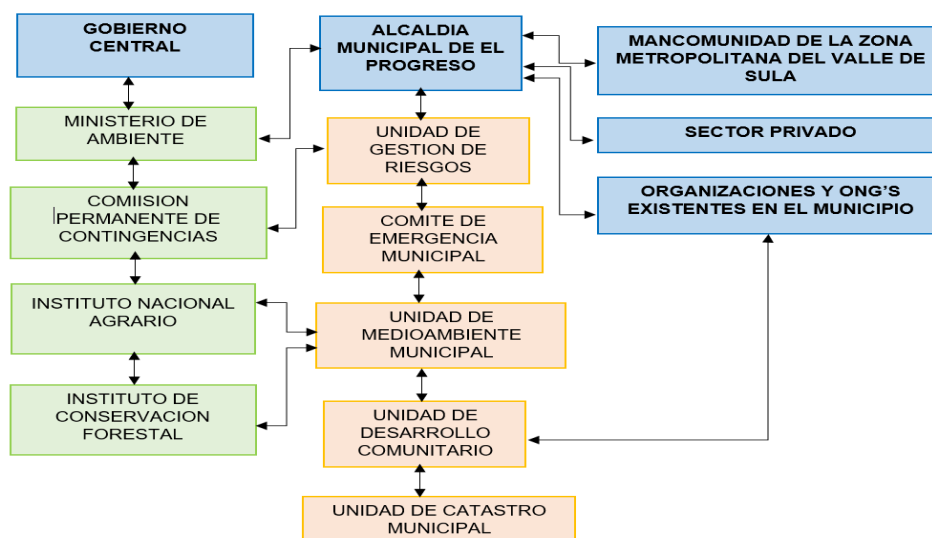 GOBIERNO
CENTRAL
MINISTERIO DE
AMBIENTE
COMIISION
PERMANENTE DE
CONTINGENCIAS
INSTITUTO NACIONAL
AGRARIO
INSTITUTO DE
CONSERVACION
FORESTAL
ALCALDIA
MUNICIPAL DE EL
PROGRESO
UNIDAD DE
GESTION DE
RIESGOS
COMITE DE
EMERGENCIA
MUNICIPAL
UNIDAD DE
MEDIOAMBIENTE
MUNICIPAL
UNIDAD DE
DESARROLLO
COMUNITARIO
UNIDAD DE CATASTRO
MUNICIPAL
MANCOMUNIDAD DE LA ZONA
METROPOLITANA DEL VALLE DE
SULA
SECTOR PRIVADO
ORGANIZACIONES Y ONG’S
EXISTENTES EN EL MUNICIPIO